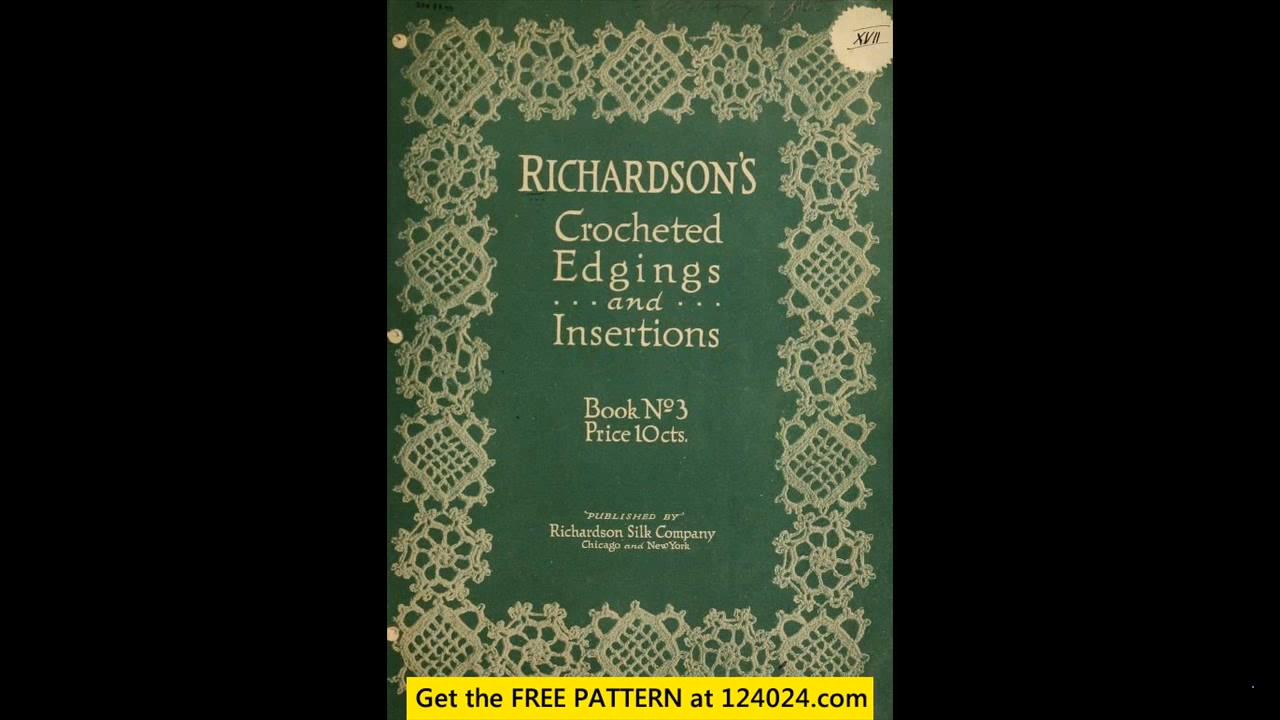 XVII
RICHARDSON'S
Crocheted
Edgings
···and···
Insertions
Book No 3
Price 10cts.
"PUBLISHED BY"
Richardson Silk Company
Chicago and New York
Get the FREE PATTERN at 124024.com